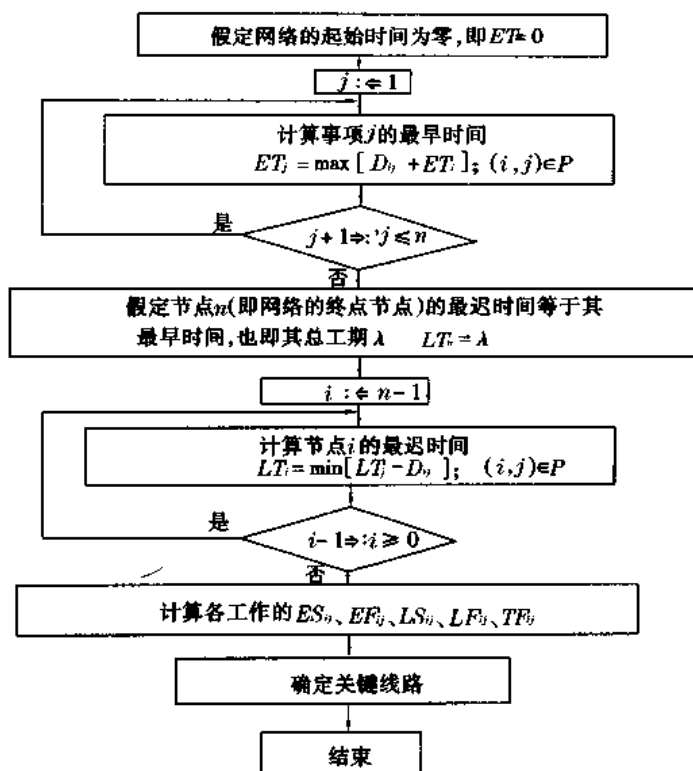 假定网络的起始时间为零,即ET=0
j:⇐1
计算事项j的最早时间
ET_j = max [ D_ij + ET_i ]; (i,j)∈P
是
j+1⇒:j≤n
否
假定节点n(即网络的终点节点)的最迟时间等于其
最早时间,也即其总工期λ LT_n = λ
i:⇐n-1
计算节点i的最迟时间
LT_i = min[ LT_j - D_ij ]; (i,j)∈P
是
i-1⇒:i≥0
否
计算各工作的ES_ij、EF_ij、LS_ij、LF_ij、TF_ij
确定关键线路
结束